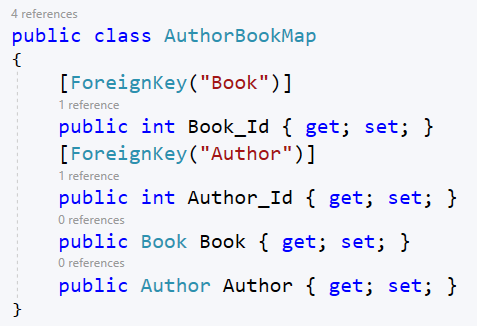 4 references
public class AuthorBookMap
{
[ForeignKey("Book")]
1 reference
public int Book_Id { get; set; }
[ForeignKey("Author")]
1 reference
public int Author_Id { get; set; }
0 references
public Book Book { get; set; }
0 references
public Author Author { get; set; }
}